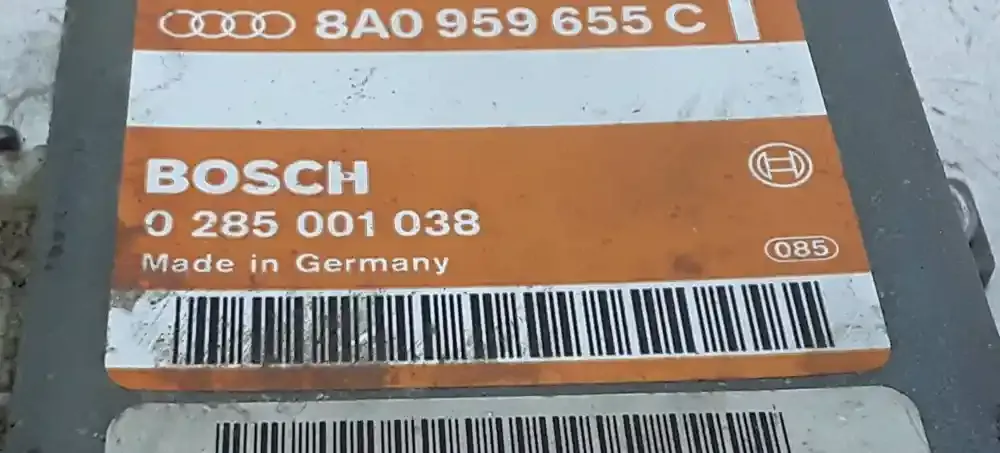 8A0 959 655 C
BOSCH
0 285 001 038
085
Made in Germany